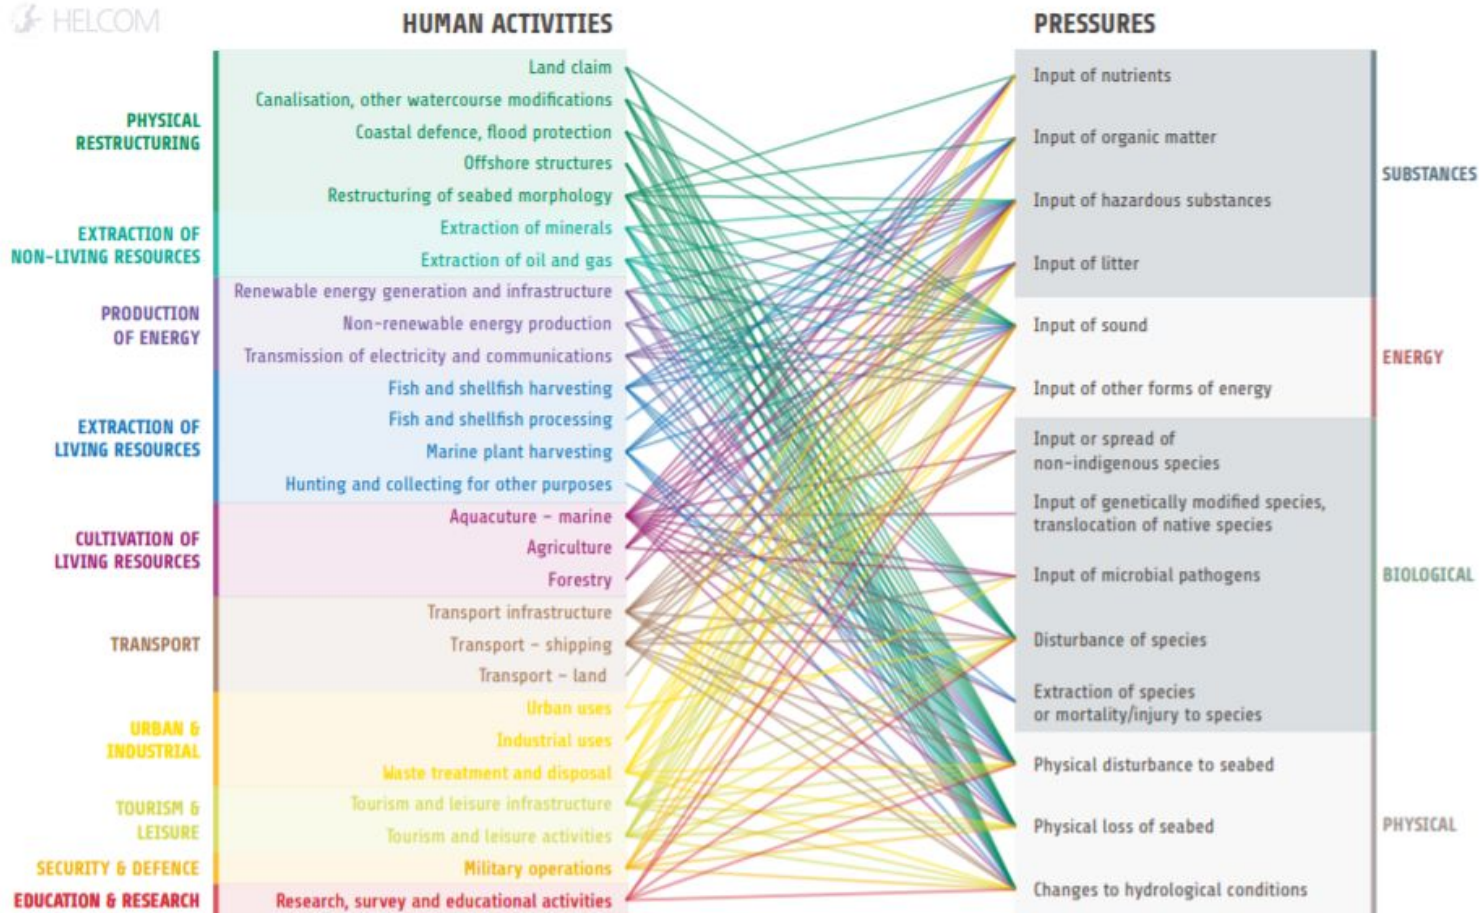 HELCOM
HUMAN ACTIVITIES
PRESSURES
PHYSICAL
RESTRUCTURING
Land claim
Canalisation, other watercourse modifications
Coastal defence, flood protection
Offshore structures
Restructuring of seabed morphology
EXTRACTION OF
NON-LIVING RESOURCES
Extraction of minerals
Extraction of oil and gas
PRODUCTION
OF ENERGY
Renewable energy generation and infrastructure
Non-renewable energy production
Transmission of electricity and communications
EXTRACTION OF
LIVING RESOURCES
Fish and shellfish harvesting
Fish and shellfish processing
Marine plant harvesting
Hunting and collecting for other purposes
CULTIVATION OF
LIVING RESOURCES
Aquacuture – marine
Agriculture
Forestry
TRANSPORT
Transport infrastructure
Transport – shipping
Transport – land
URBAN &
INDUSTRIAL
Urban uses
Industrial uses
Waste treatment and disposal
TOURISM &
LEISURE
Tourism and leisure infrastructure
Tourism and leisure activities
SECURITY & DEFENCE
Military operations
EDUCATION & RESEARCH
Research, survey and educational activities
Input of nutrients
Input of organic matter
Input of hazardous substances
Input of litter
SUBSTANCES
Input of sound
Input of other forms of energy
ENERGY
Input or spread of
non-indigenous species
Input of genetically modified species,
translocation of native species
Input of microbial pathogens
Disturbance of species
Extraction of species
or mortality/injury to species
BIOLOGICAL
Physical disturbance to seabed
Physical loss of seabed
Changes to hydrological conditions
PHYSICAL